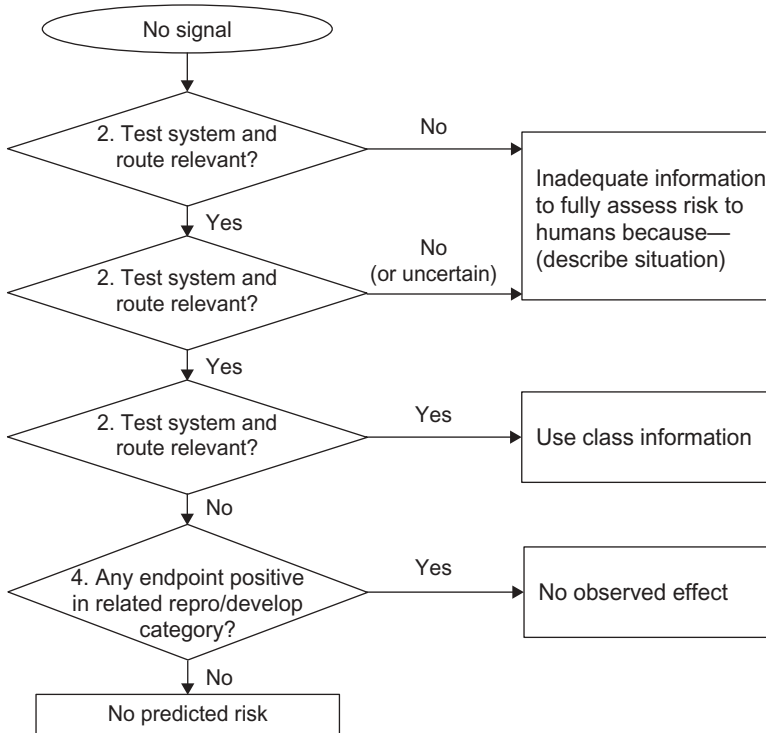 No signal
2. Test system and
route relevant?
No
Inadequate information
to fully assess risk to
humans because—
(describe situation)
Yes
2. Test system and
route relevant?
No
(or uncertain)
Yes
2. Test system and
route relevant?
Yes
Use class information
No
4. Any endpoint positive
in related repro/develop
category?
Yes
No observed effect
No
No predicted risk